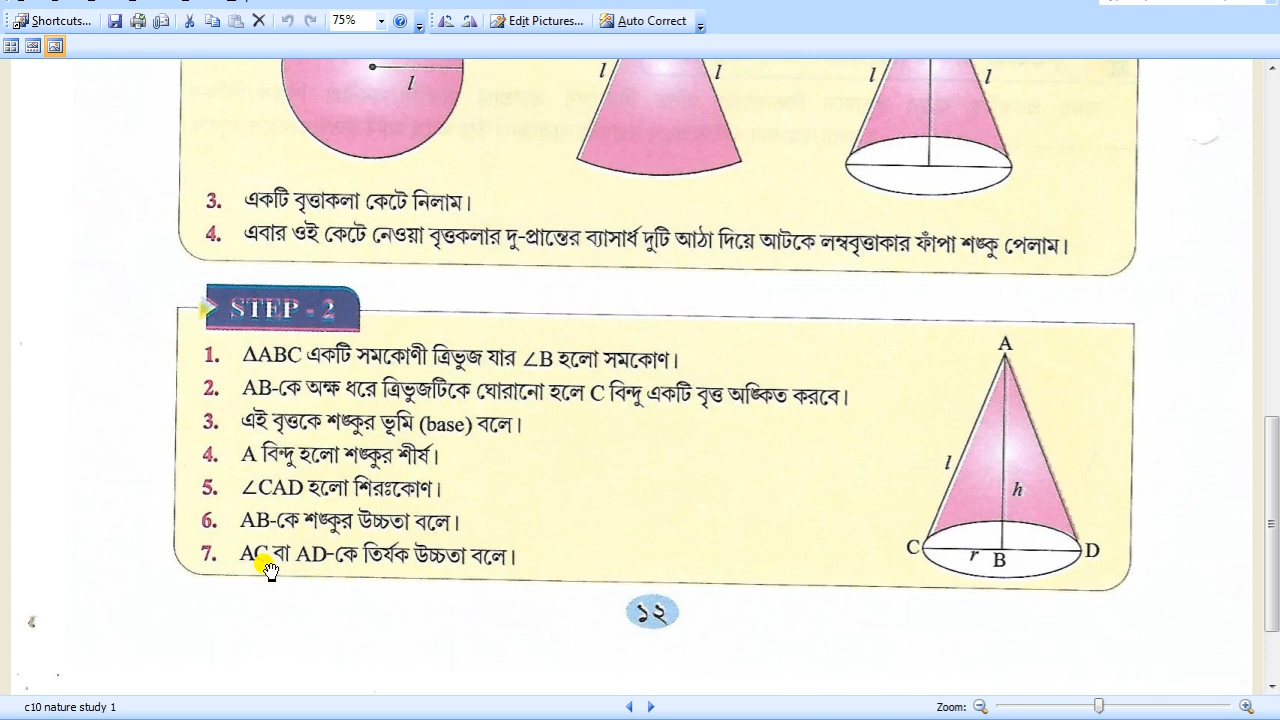 Shortcuts...
75%
Edit Pictures...
Auto Correct
l
l
l
l
l
3. একটি বৃত্তাকলা কেটে নিলাম।
4. এবার ওই কেটে নেওয়া বৃত্তকলার দু-প্রান্তের ব্যাসার্ধ দুটি আঠা দিয়ে আটকে লম্ববৃত্তাকার ফাঁপা শঙ্কু পেলাম।
STEP - 2
1. ΔABC একটি সমকোণী ত্রিভুজ যার ∠B হলো সমকোণ।
2. AB-কে অক্ষ ধরে ত্রিভুজটিকে ঘোরানো হলে C বিন্দু একটি বৃত্ত অঙ্কিত করবে।
3. এই বৃত্তকে শঙ্কুর ভূমি (base) বলে।
4. A বিন্দু হলো শঙ্কুর শীর্ষ।
5. ∠CAD হলো শিরঃকোণ।
6. AB-কে শঙ্কুর উচ্চতা বলে।
7. AC বা AD-কে তির্যক উচ্চতা বলে।
A
l
h
C
r
B
D
১২
c10 nature study 1
Zoom: